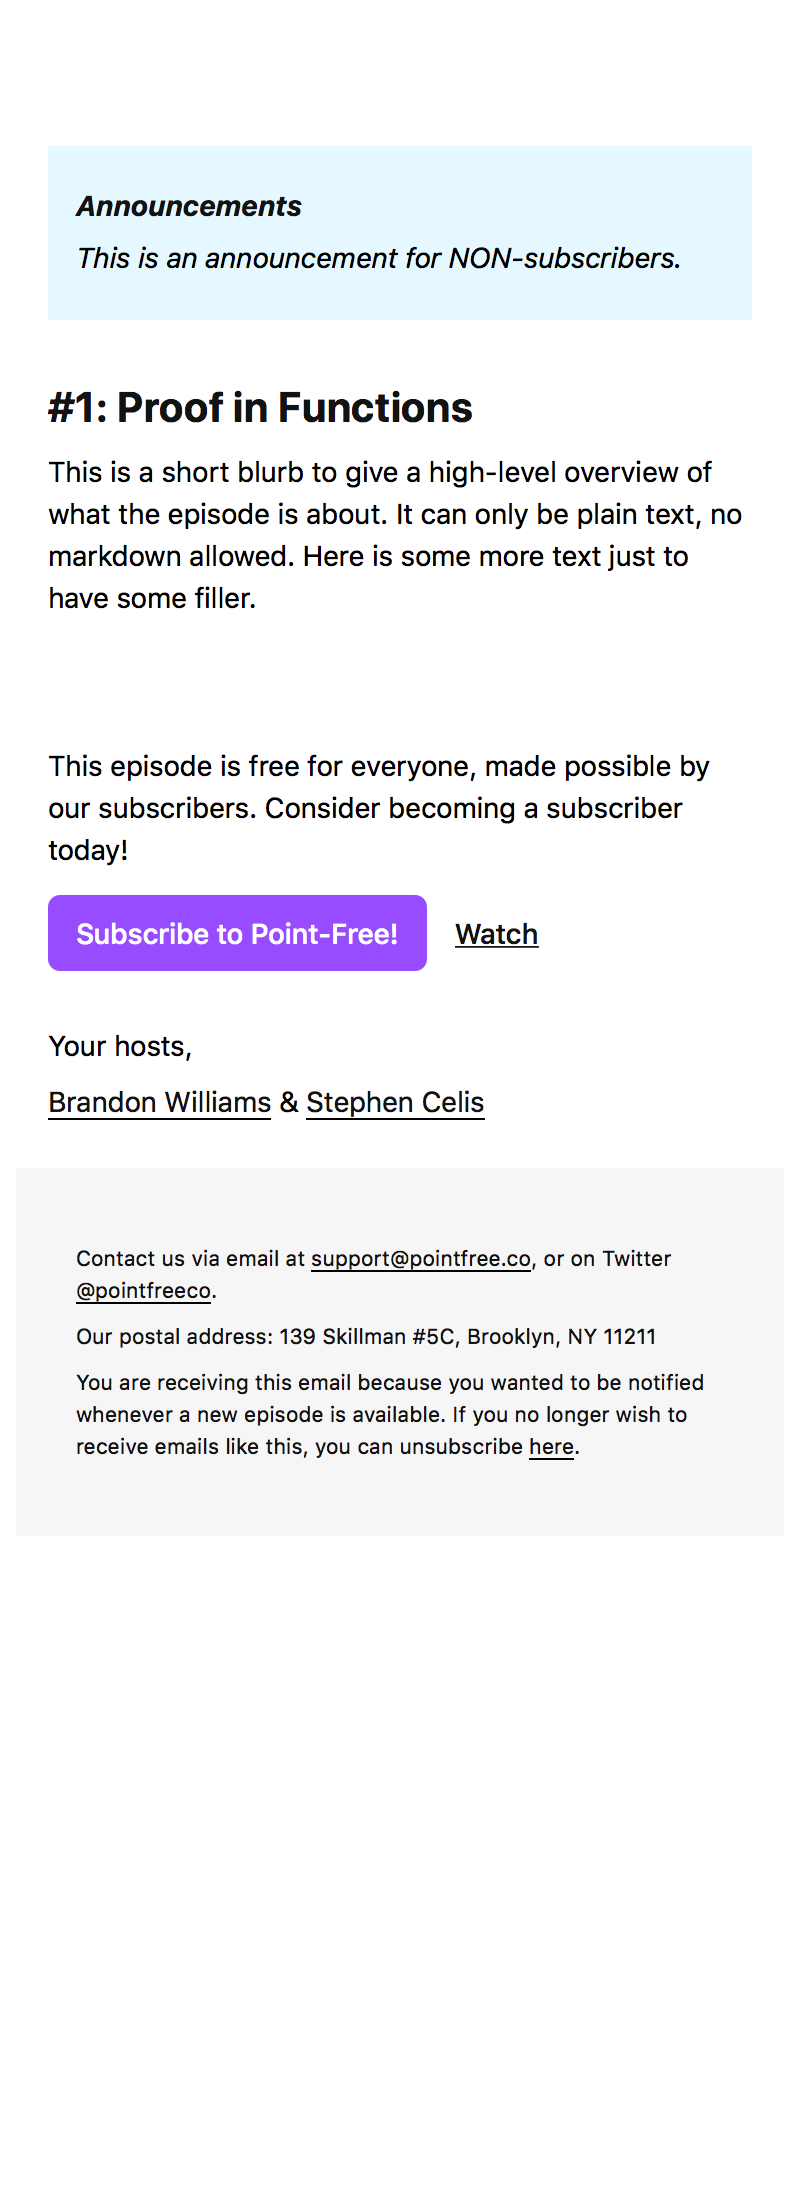 Announcements
This is an announcement for NON-subscribers.
#1: Proof in Functions
This is a short blurb to give a high-level overview of
what the episode is about. It can only be plain text, no
markdown allowed. Here is some more text just to
have some filler.
This episode is free for everyone, made possible by
our subscribers. Consider becoming a subscriber
today!
Subscribe to Point-Free! Watch
Your hosts,
Brandon Williams & Stephen Celis
Contact us via email at support@pointfree.co, or on Twitter
@pointfreeco.
Our postal address: 139 Skillman #5C, Brooklyn, NY 11211
You are receiving this email because you wanted to be notified
whenever a new episode is available. If you no longer wish to
receive emails like this, you can unsubscribe here.